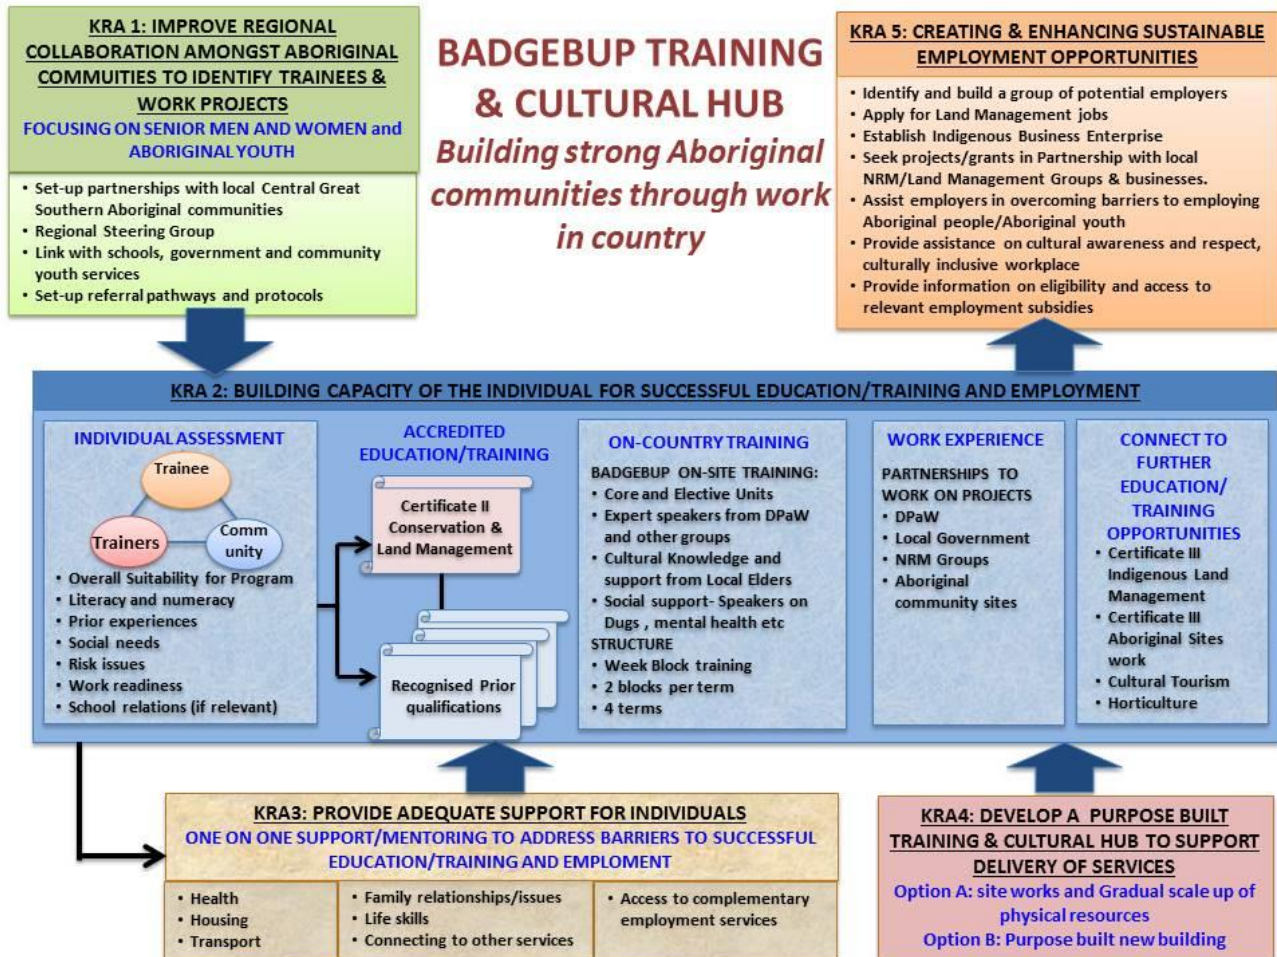 KRA 1: IMPROVE REGIONAL
COLLABORATION AMONGST ABORIGINAL
COMMUITIES TO IDENTIFY TRAINEES &
WORK PROJECTS
FOCUSING ON SENIOR MEN AND WOMEN and
ABORIGINAL YOUTH
• Set-up partnerships with local Central Great
Southern Aboriginal communities
• Regional Steering Group
• Link with schools, government and community
youth services
• Set-up referral pathways and protocols
BADGEBUP TRAINING
& CULTURAL HUB
Building strong Aboriginal
communities through work
in country
KRA 5: CREATING & ENHANCING SUSTAINABLE
EMPLOYMENT OPPORTUNITIES
• Identify and build a group of potential employers
• Apply for Land Management jobs
• Establish Indigenous Business Enterprise
• Seek projects/grants in Partnership with local
NRM/Land Management Groups & businesses.
• Assist employers in overcoming barriers to employing
Aboriginal people/Aboriginal youth
• Provide assistance on cultural awareness and respect,
culturally inclusive workplace
• Provide information on eligibility and access to
relevant employment subsidies
KRA 2: BUILDING CAPACITY OF THE INDIVIDUAL FOR SUCCESSFUL EDUCATION/TRAINING AND EMPLOYMENT
INDIVIDUAL ASSESSMENT
Trainee
Trainers
Comm
unity
• Overall Suitability for Program
• Literacy and numeracy
• Prior experiences
• Social needs
• Risk issues
• Work readiness
• School relations (if relevant)
ACCREDITED
EDUCATION/TRAINING
Certificate II
Conservation &
Land Management
Recognised Prior
qualifications
ON-COUNTRY TRAINING
BADGEBUP ON-SITE TRAINING:
• Core and Elective Units
• Expert speakers from DPaW
and other groups
• Cultural Knowledge and
support from Local Elders
• Social support- Speakers on
Dugs , mental health etc
STRUCTURE
• Week Block training
• 2 blocks per term
• 4 terms
WORK EXPERIENCE
PARTNERSHIPS TO
WORK ON PROJECTS
• DPaW
• Local Government
• NRM Groups
• Aboriginal
community sites
CONNECT TO
FURTHER
EDUCATION/
TRAINING
OPPORTUNITIES
• Certificate III
Indigenous Land
Management
• Certificate III
Aboriginal Sites
work
• Cultural Tourism
• Horticulture
KRA3: PROVIDE ADEQUATE SUPPORT FOR INDIVIDUALS
ONE ON ONE SUPPORT/MENTORING TO ADDRESS BARRIERS TO SUCCESSFUL
EDUCATION/TRAINING AND EMPLOMENT
• Health
• Housing
• Transport
• Family relationships/issues
• Life skills
• Connecting to other services
• Access to complementary
employment services
KRA4: DEVELOP A PURPOSE BUILT
TRAINING & CULTURAL HUB TO SUPPORT
DELIVERY OF SERVICES
Option A: site works and Gradual scale up of
physical resources
Option B: Purpose built new building